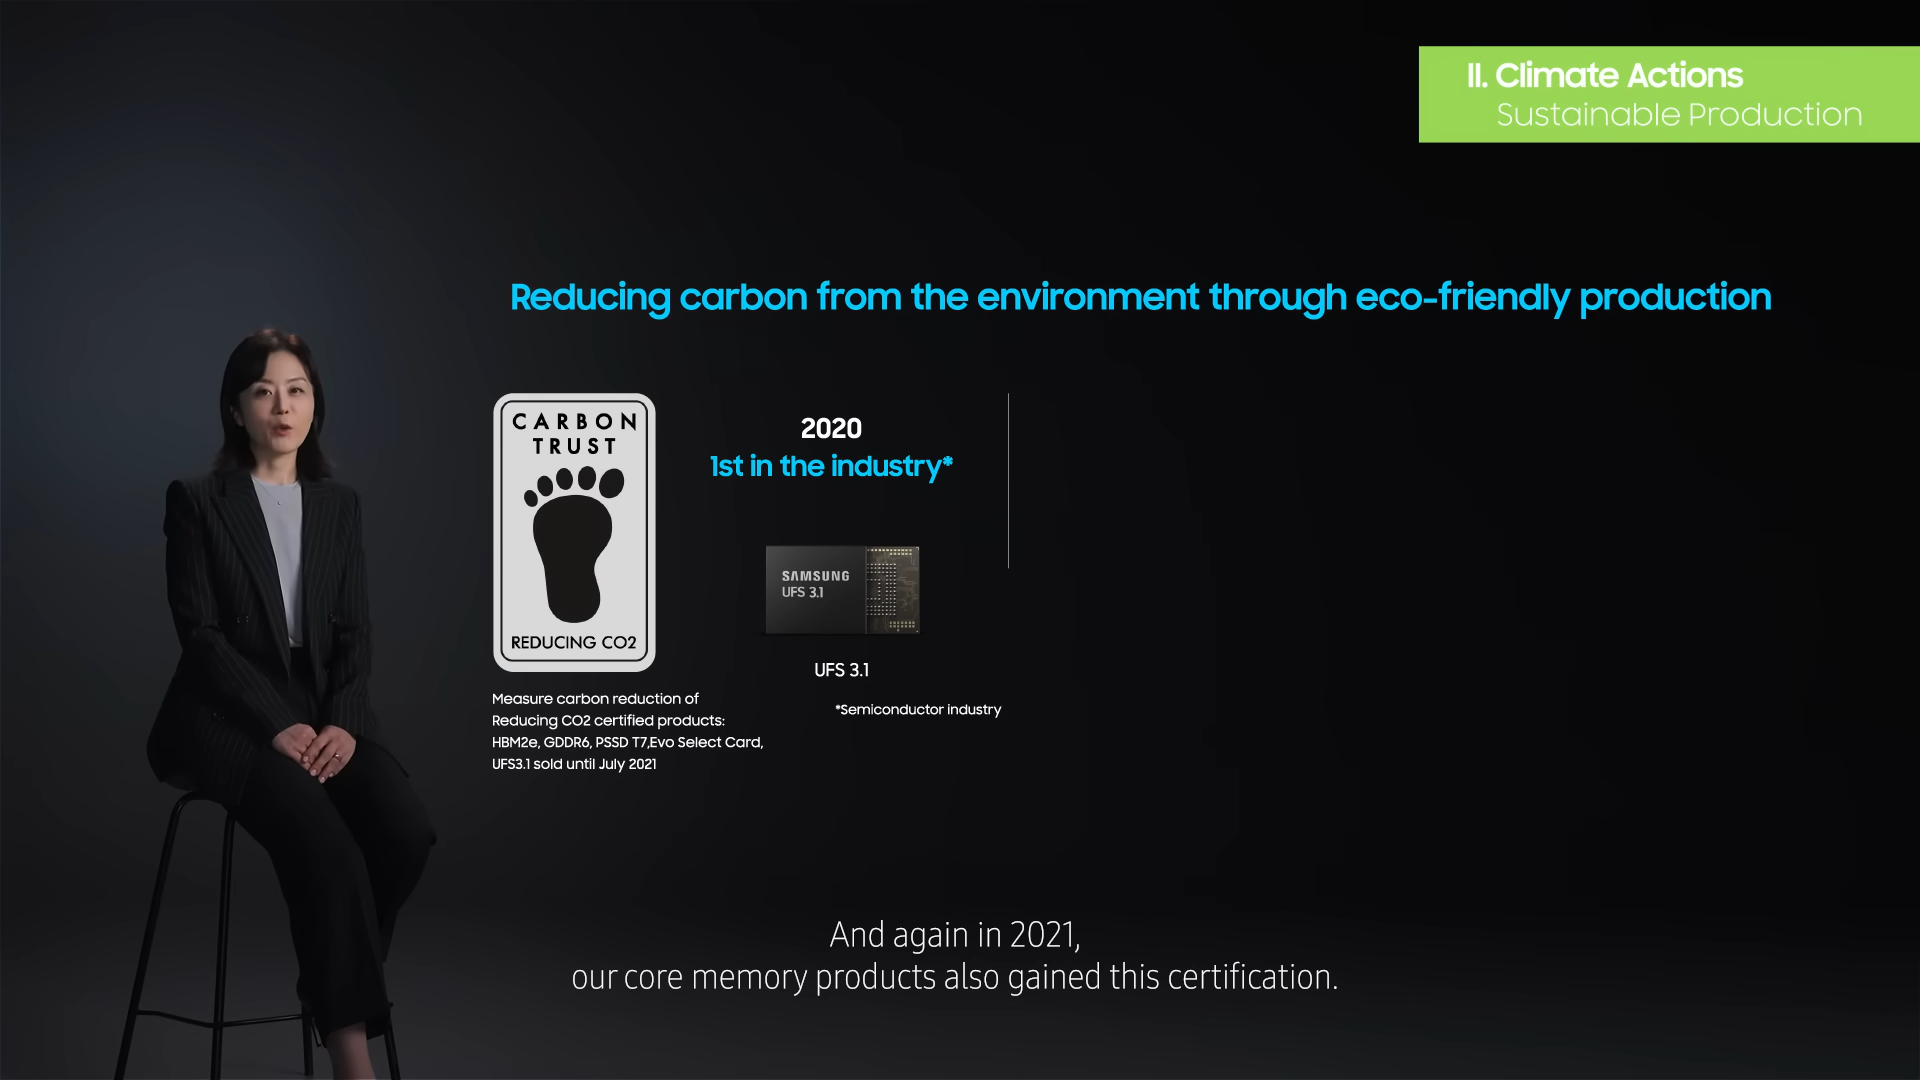 II. Climate Actions
Sustainable Production
Reducing carbon from the environment through eco-friendly production
CARBON
TRUST
REDUCING CO2
Measure carbon reduction of
Reducing CO2 certified products:
HBM2e, GDDR6, PSSD T7,Evo Select Card,
UFS3.1 sold until July 2021
2020
1st in the industry*
SAMSUNG
UFS 3.1
UFS 3.1
*Semiconductor industry
And again in 2021,
our core memory products also gained this certification.